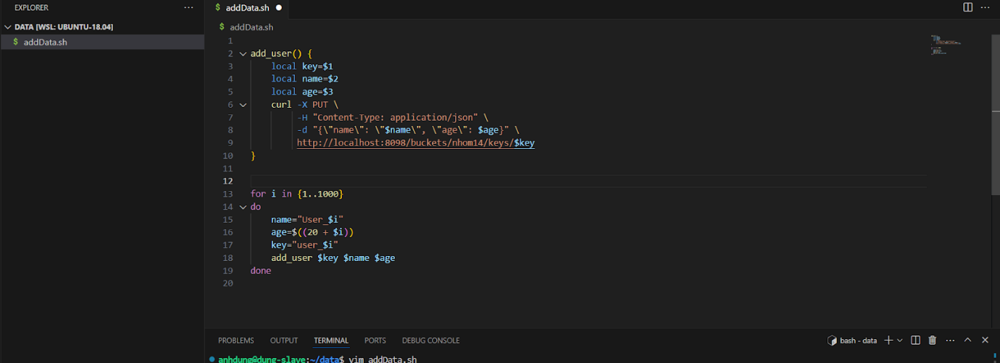 EXPLORER ...
$ addData.sh ●
DATA [WSL: UBUNTU-18.04]
$ addData.sh
$ addData.sh
1
2 add_user() {
3     local key=$1
4     local name=$2
5     local age=$3
6     curl -X PUT \
7          -H "Content-Type: application/json" \
8          -d "{\"name\": \"$name\", \"age\": $age}" \
9          http://localhost:8098/buckets/nhom14/keys/$key
10 }
11
12
13 for i in {1..1000}
14 do
15     name="User_$i"
16     age=$((20 + $i))
17     key="user_$i"
18     add_user $key $name $age
19 done
20
PROBLEMS OUTPUT TERMINAL PORTS DEBUG CONSOLE bash - data
anhdung@dung-slave:~/data$ vim addData.sh